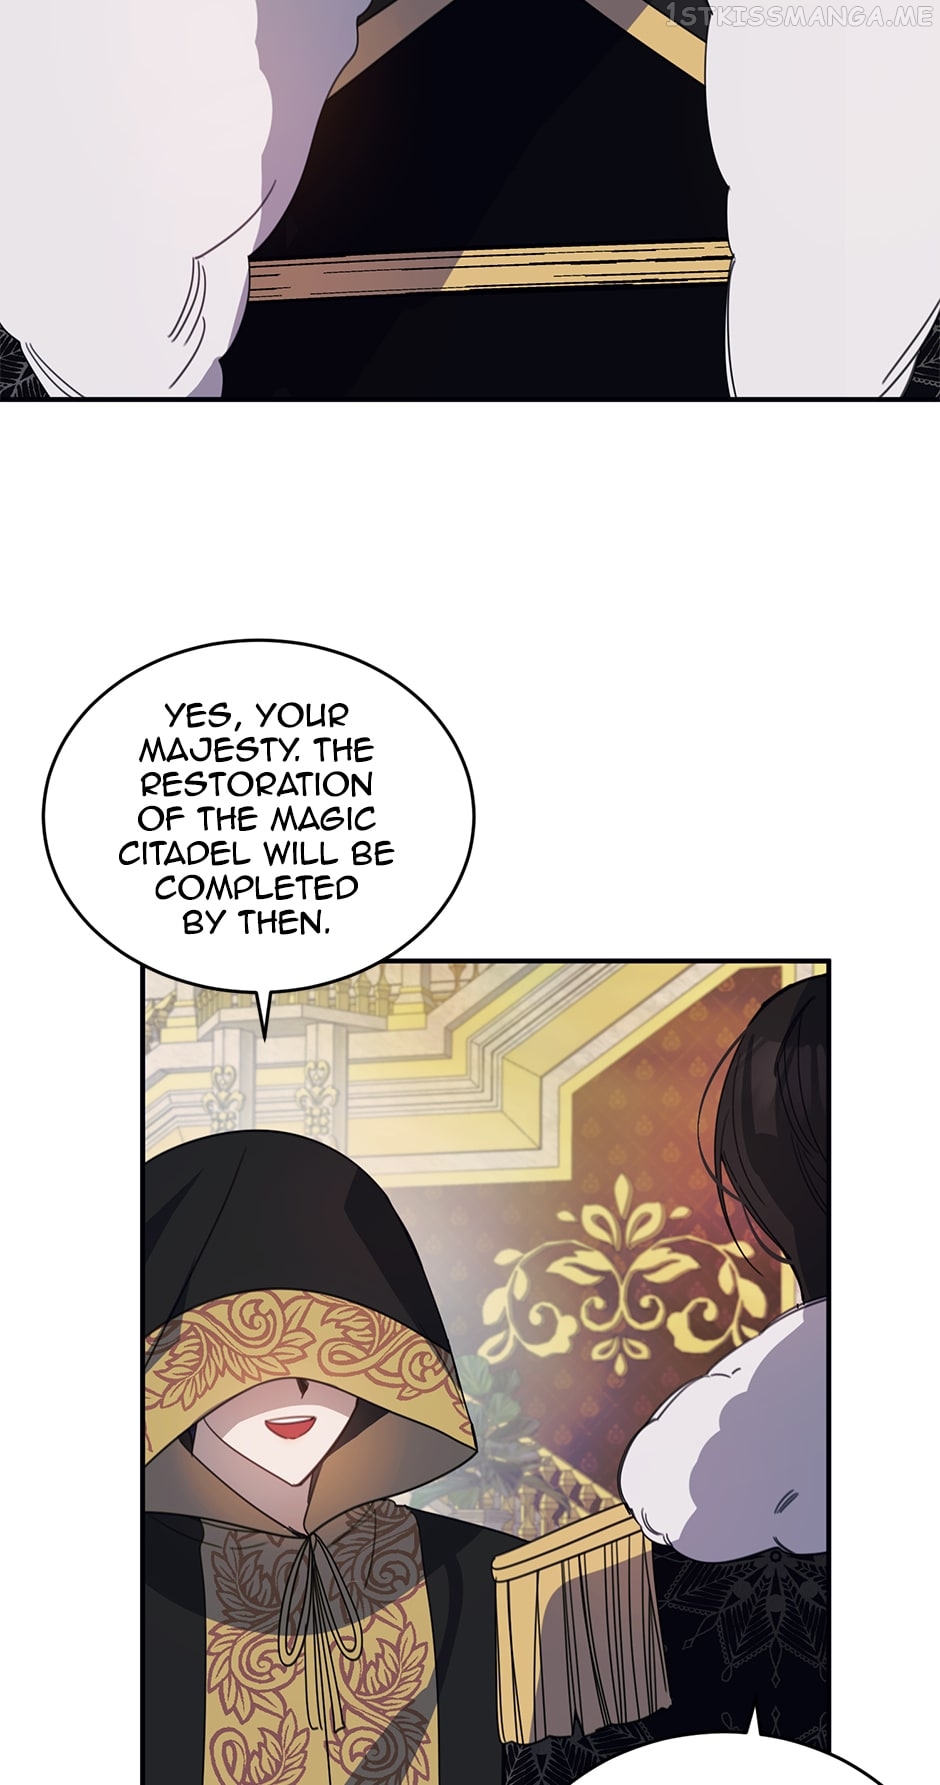 1STKISSMANGA.ME
YES, YOUR
MAJESTY. THE
RESTORATION
OF THE MAGIC
CITADEL WILL BE
COMPLETED
BY THEN.